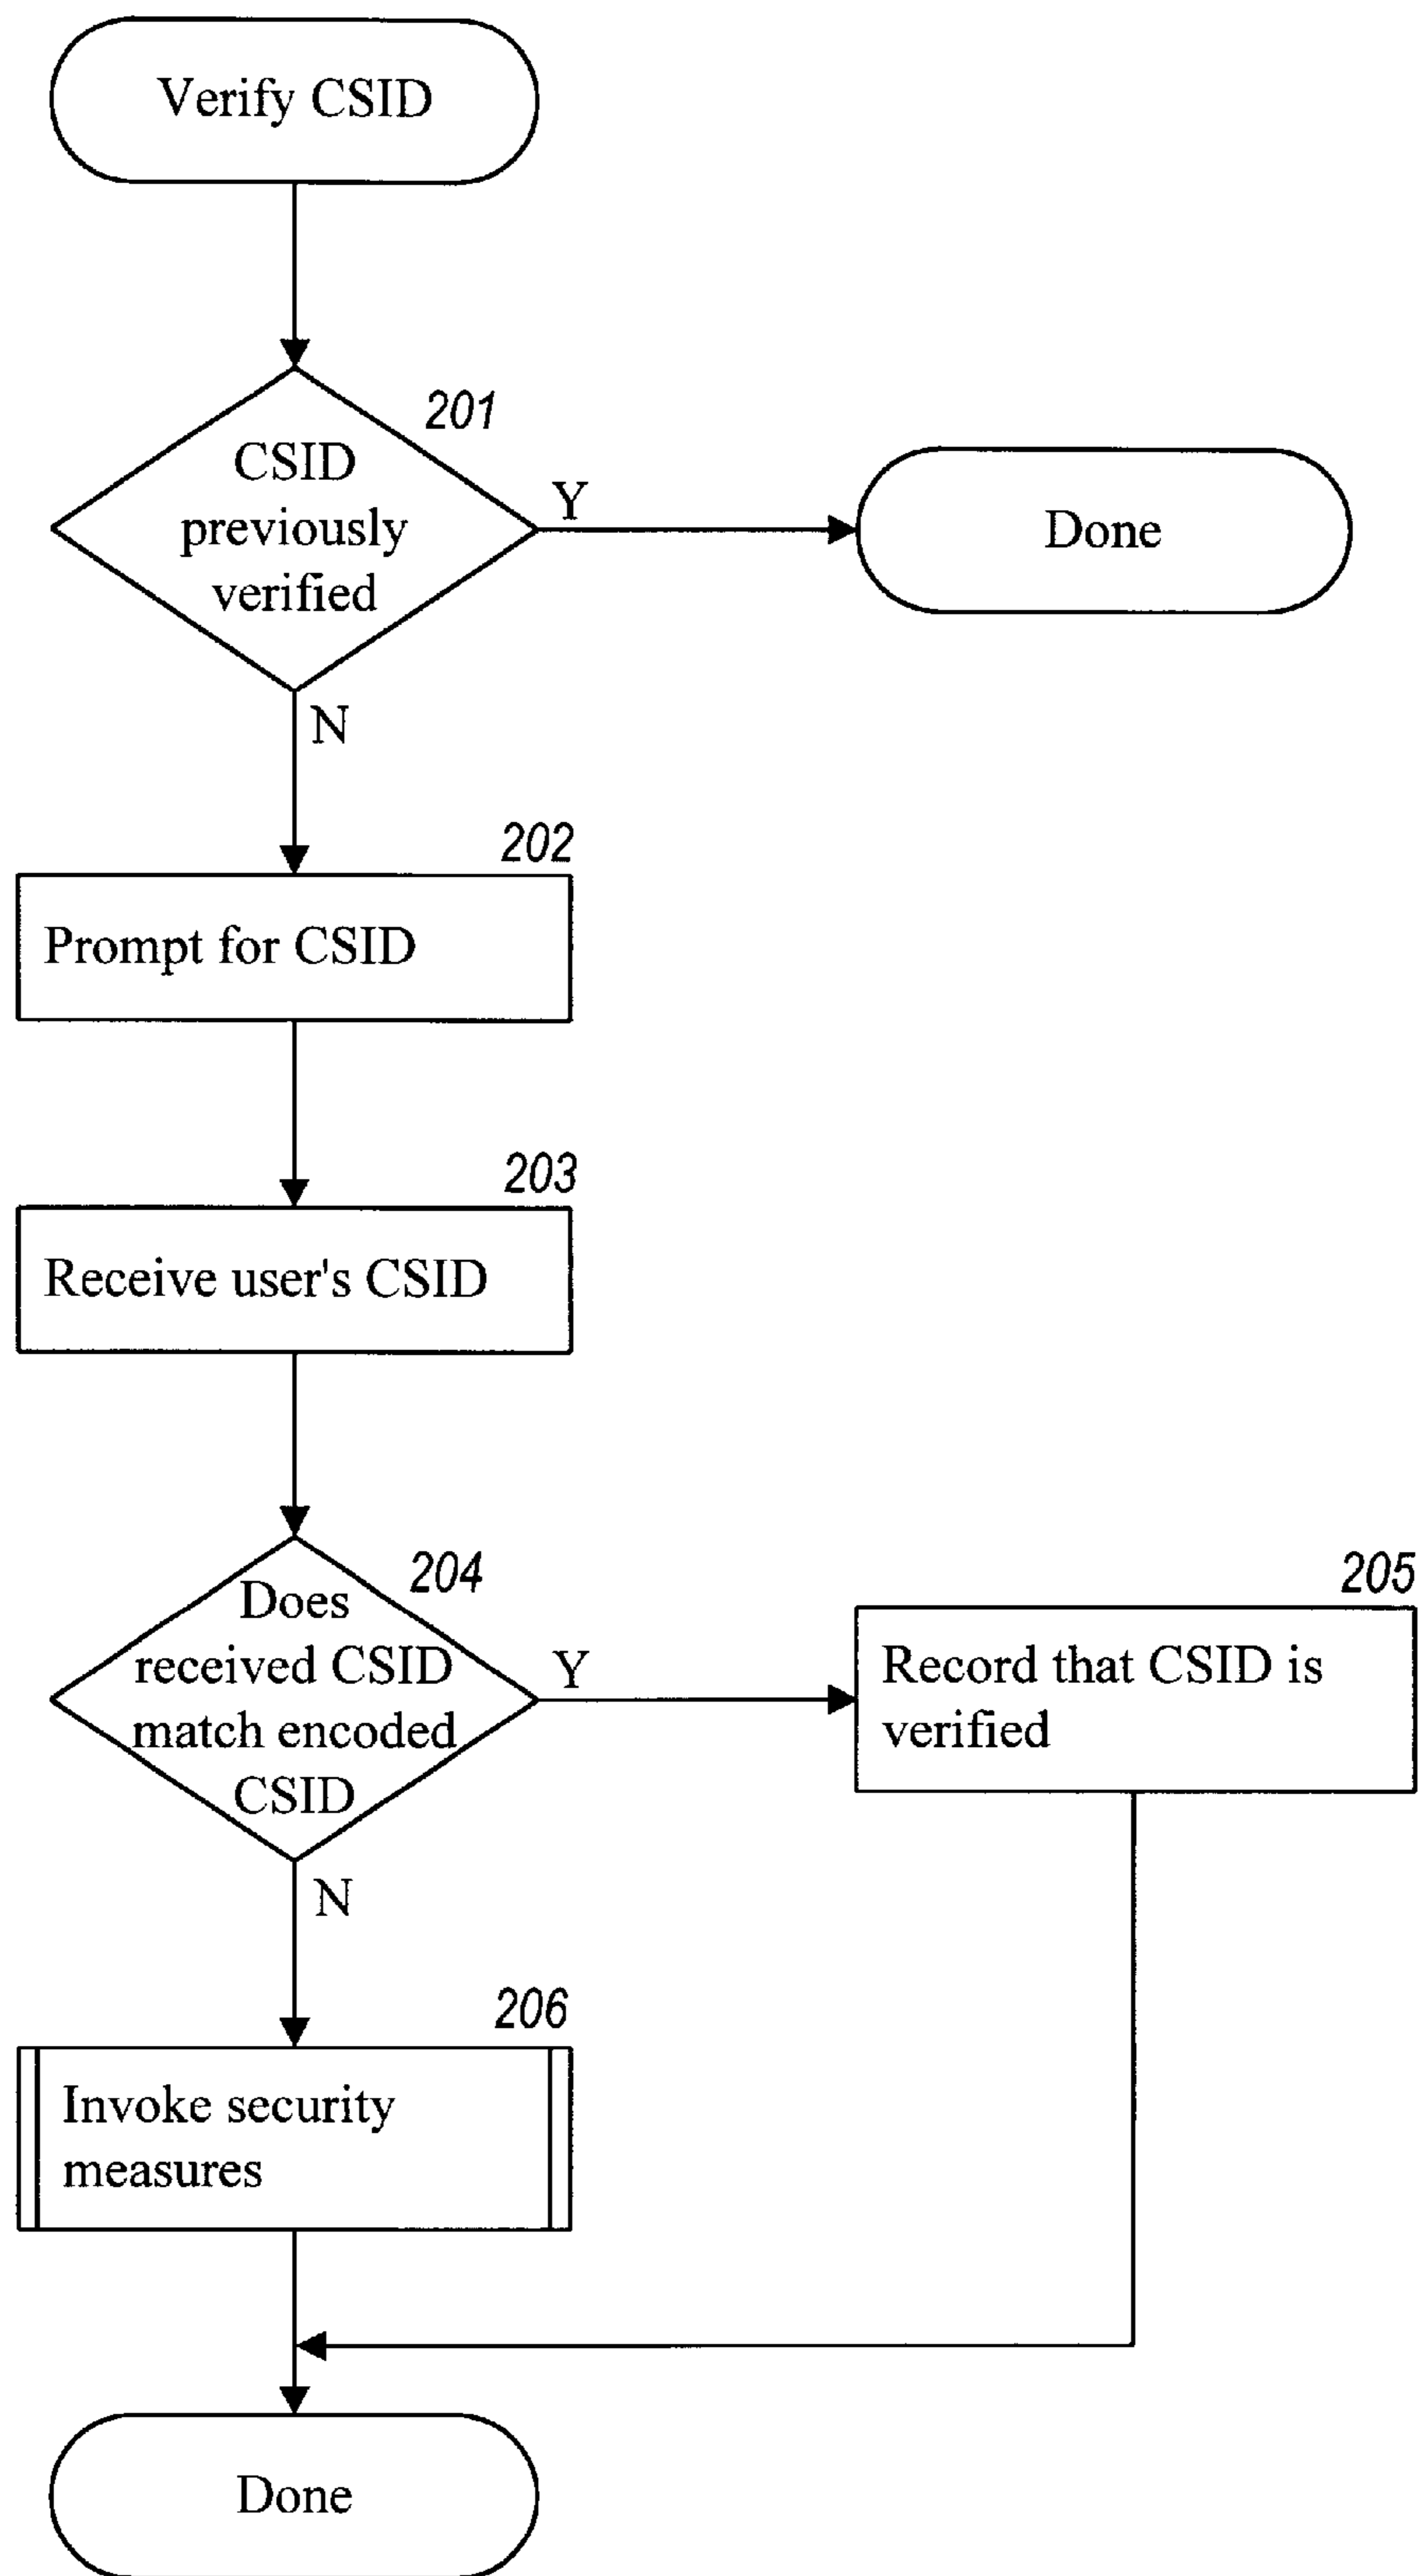 Verify CSID
201
CSID
previously
verified
Y
Done
N
202
Prompt for CSID
203
Receive user's CSID
204
Does
received CSID
match encoded
CSID
Y
205
Record that CSID is
verified
N
206
Invoke security
measures
Done